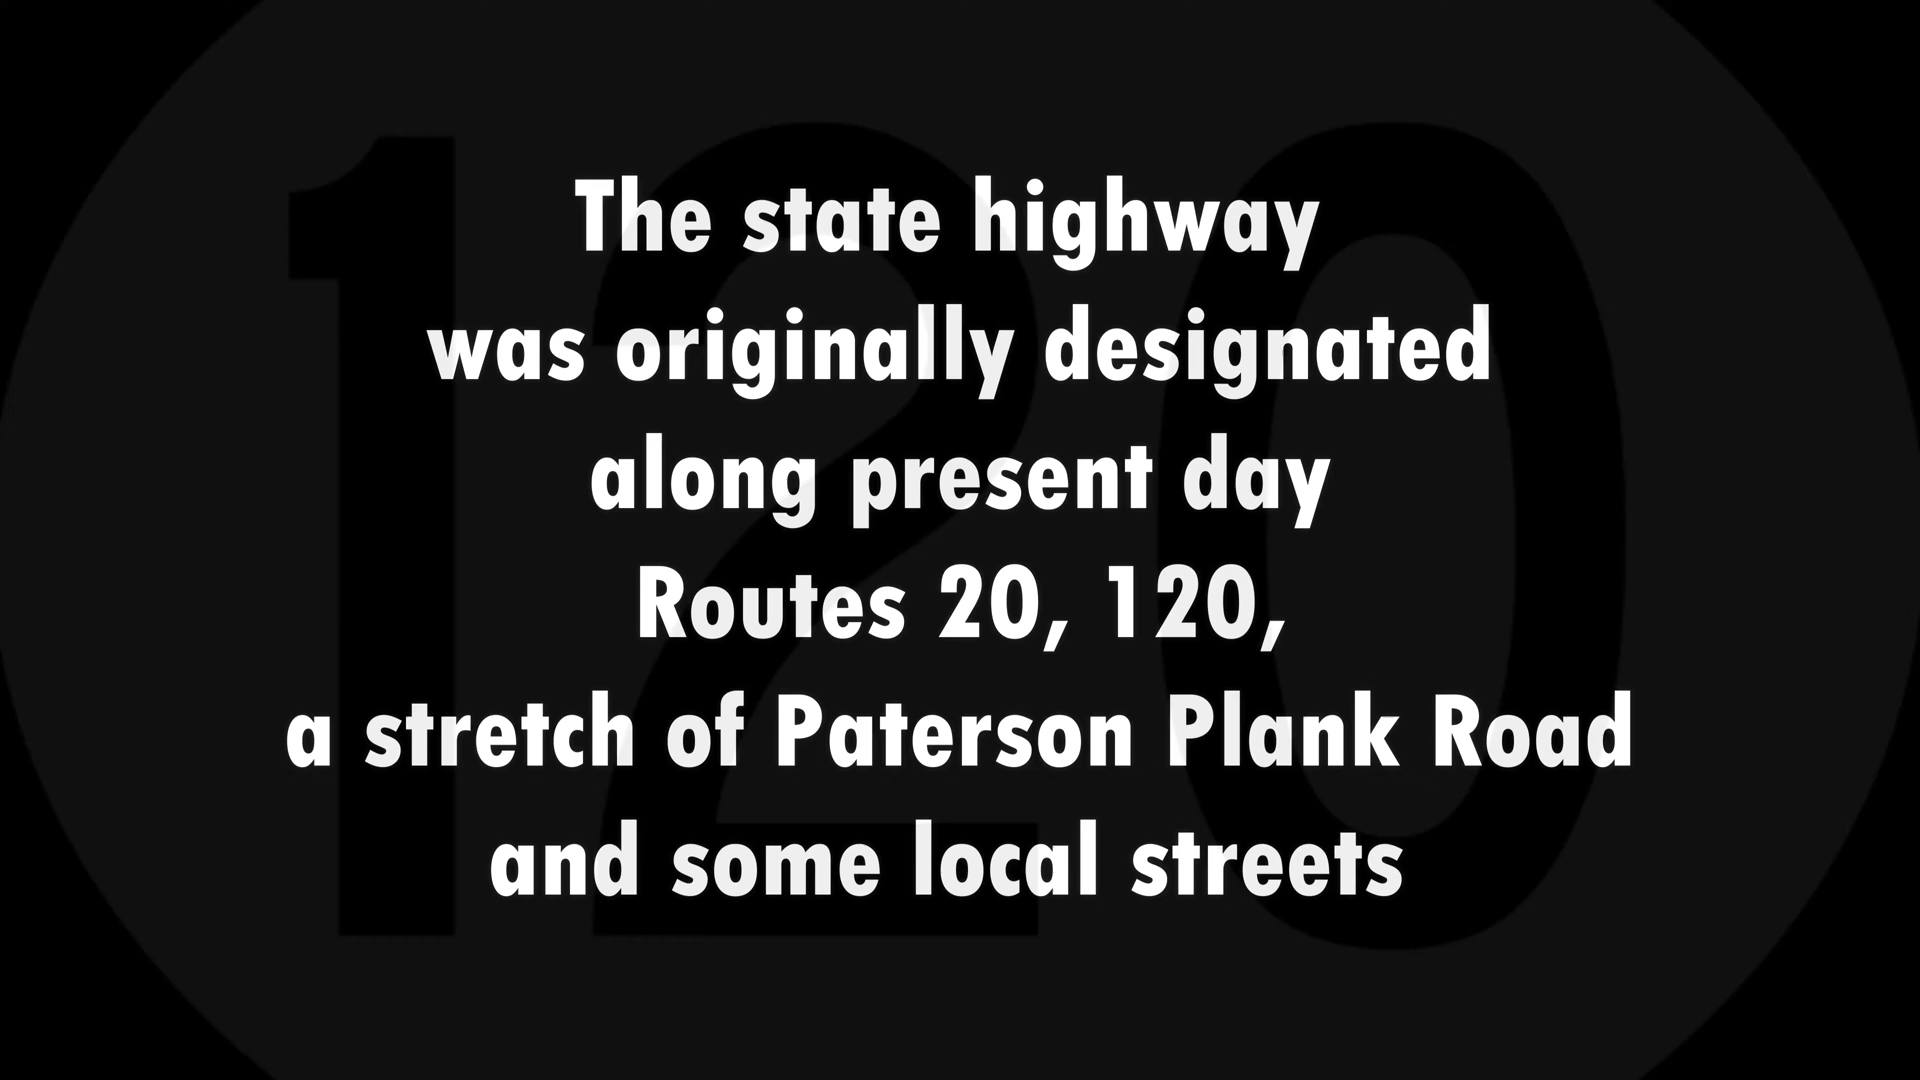 120
The state highway
was originally designated
along present day
Routes 20, 120,
a stretch of Paterson Plank Road
and some local streets